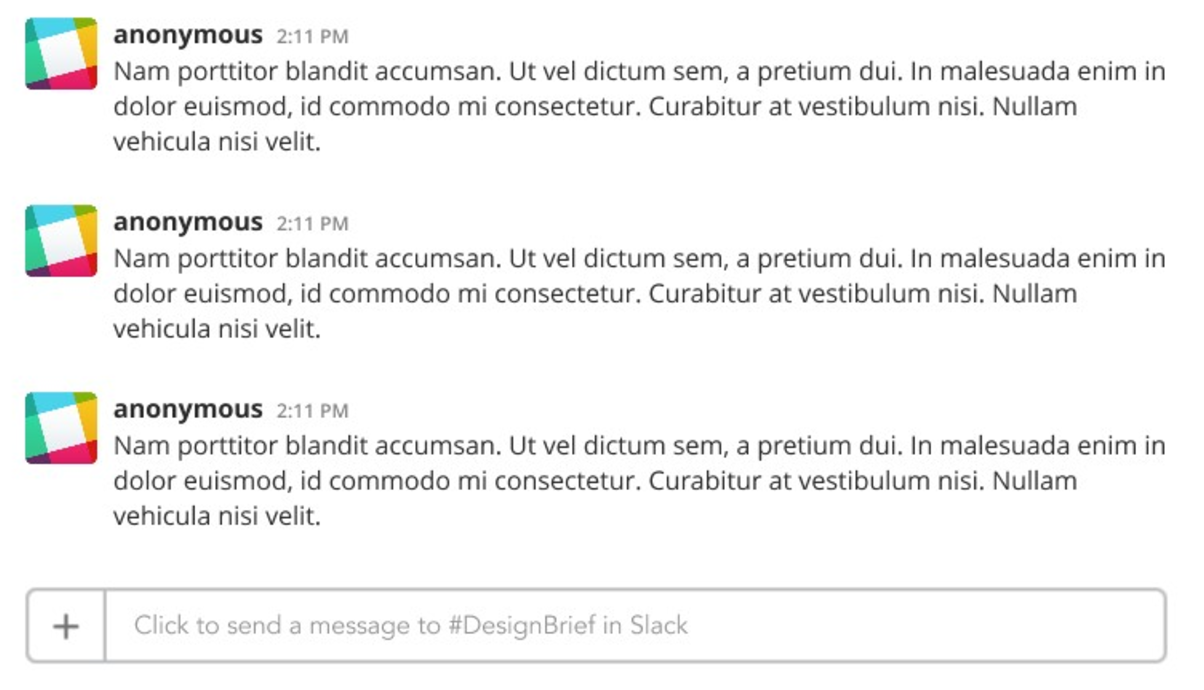 anonymous 2:11 PM
Nam porttitor blandit accumsan. Ut vel dictum sem, a pretium dui. In malesuada enim in
dolor euismod, id commodo mi consectetur. Curabitur at vestibulum nisi. Nullam
vehicula nisi velit.
anonymous 2:11 PM
Nam porttitor blandit accumsan. Ut vel dictum sem, a pretium dui. In malesuada enim in
dolor euismod, id commodo mi consectetur. Curabitur at vestibulum nisi. Nullam
vehicula nisi velit.
anonymous 2:11 PM
Nam porttitor blandit accumsan. Ut vel dictum sem, a pretium dui. In malesuada enim in
dolor euismod, id commodo mi consectetur. Curabitur at vestibulum nisi. Nullam
vehicula nisi velit.
+ Click to send a message to #DesignBrief in Slack